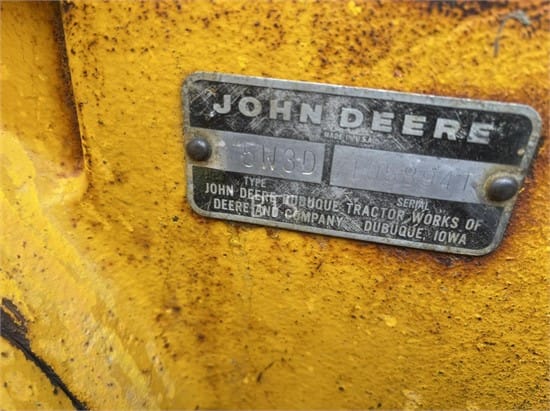 JOHN DEERE
MADE IN U.S.A.
TYPE SERIAL
JOHN DEERE DUBUQUE TRACTOR WORKS OF
DEERE AND COMPANY DUBUQUE, IOWA